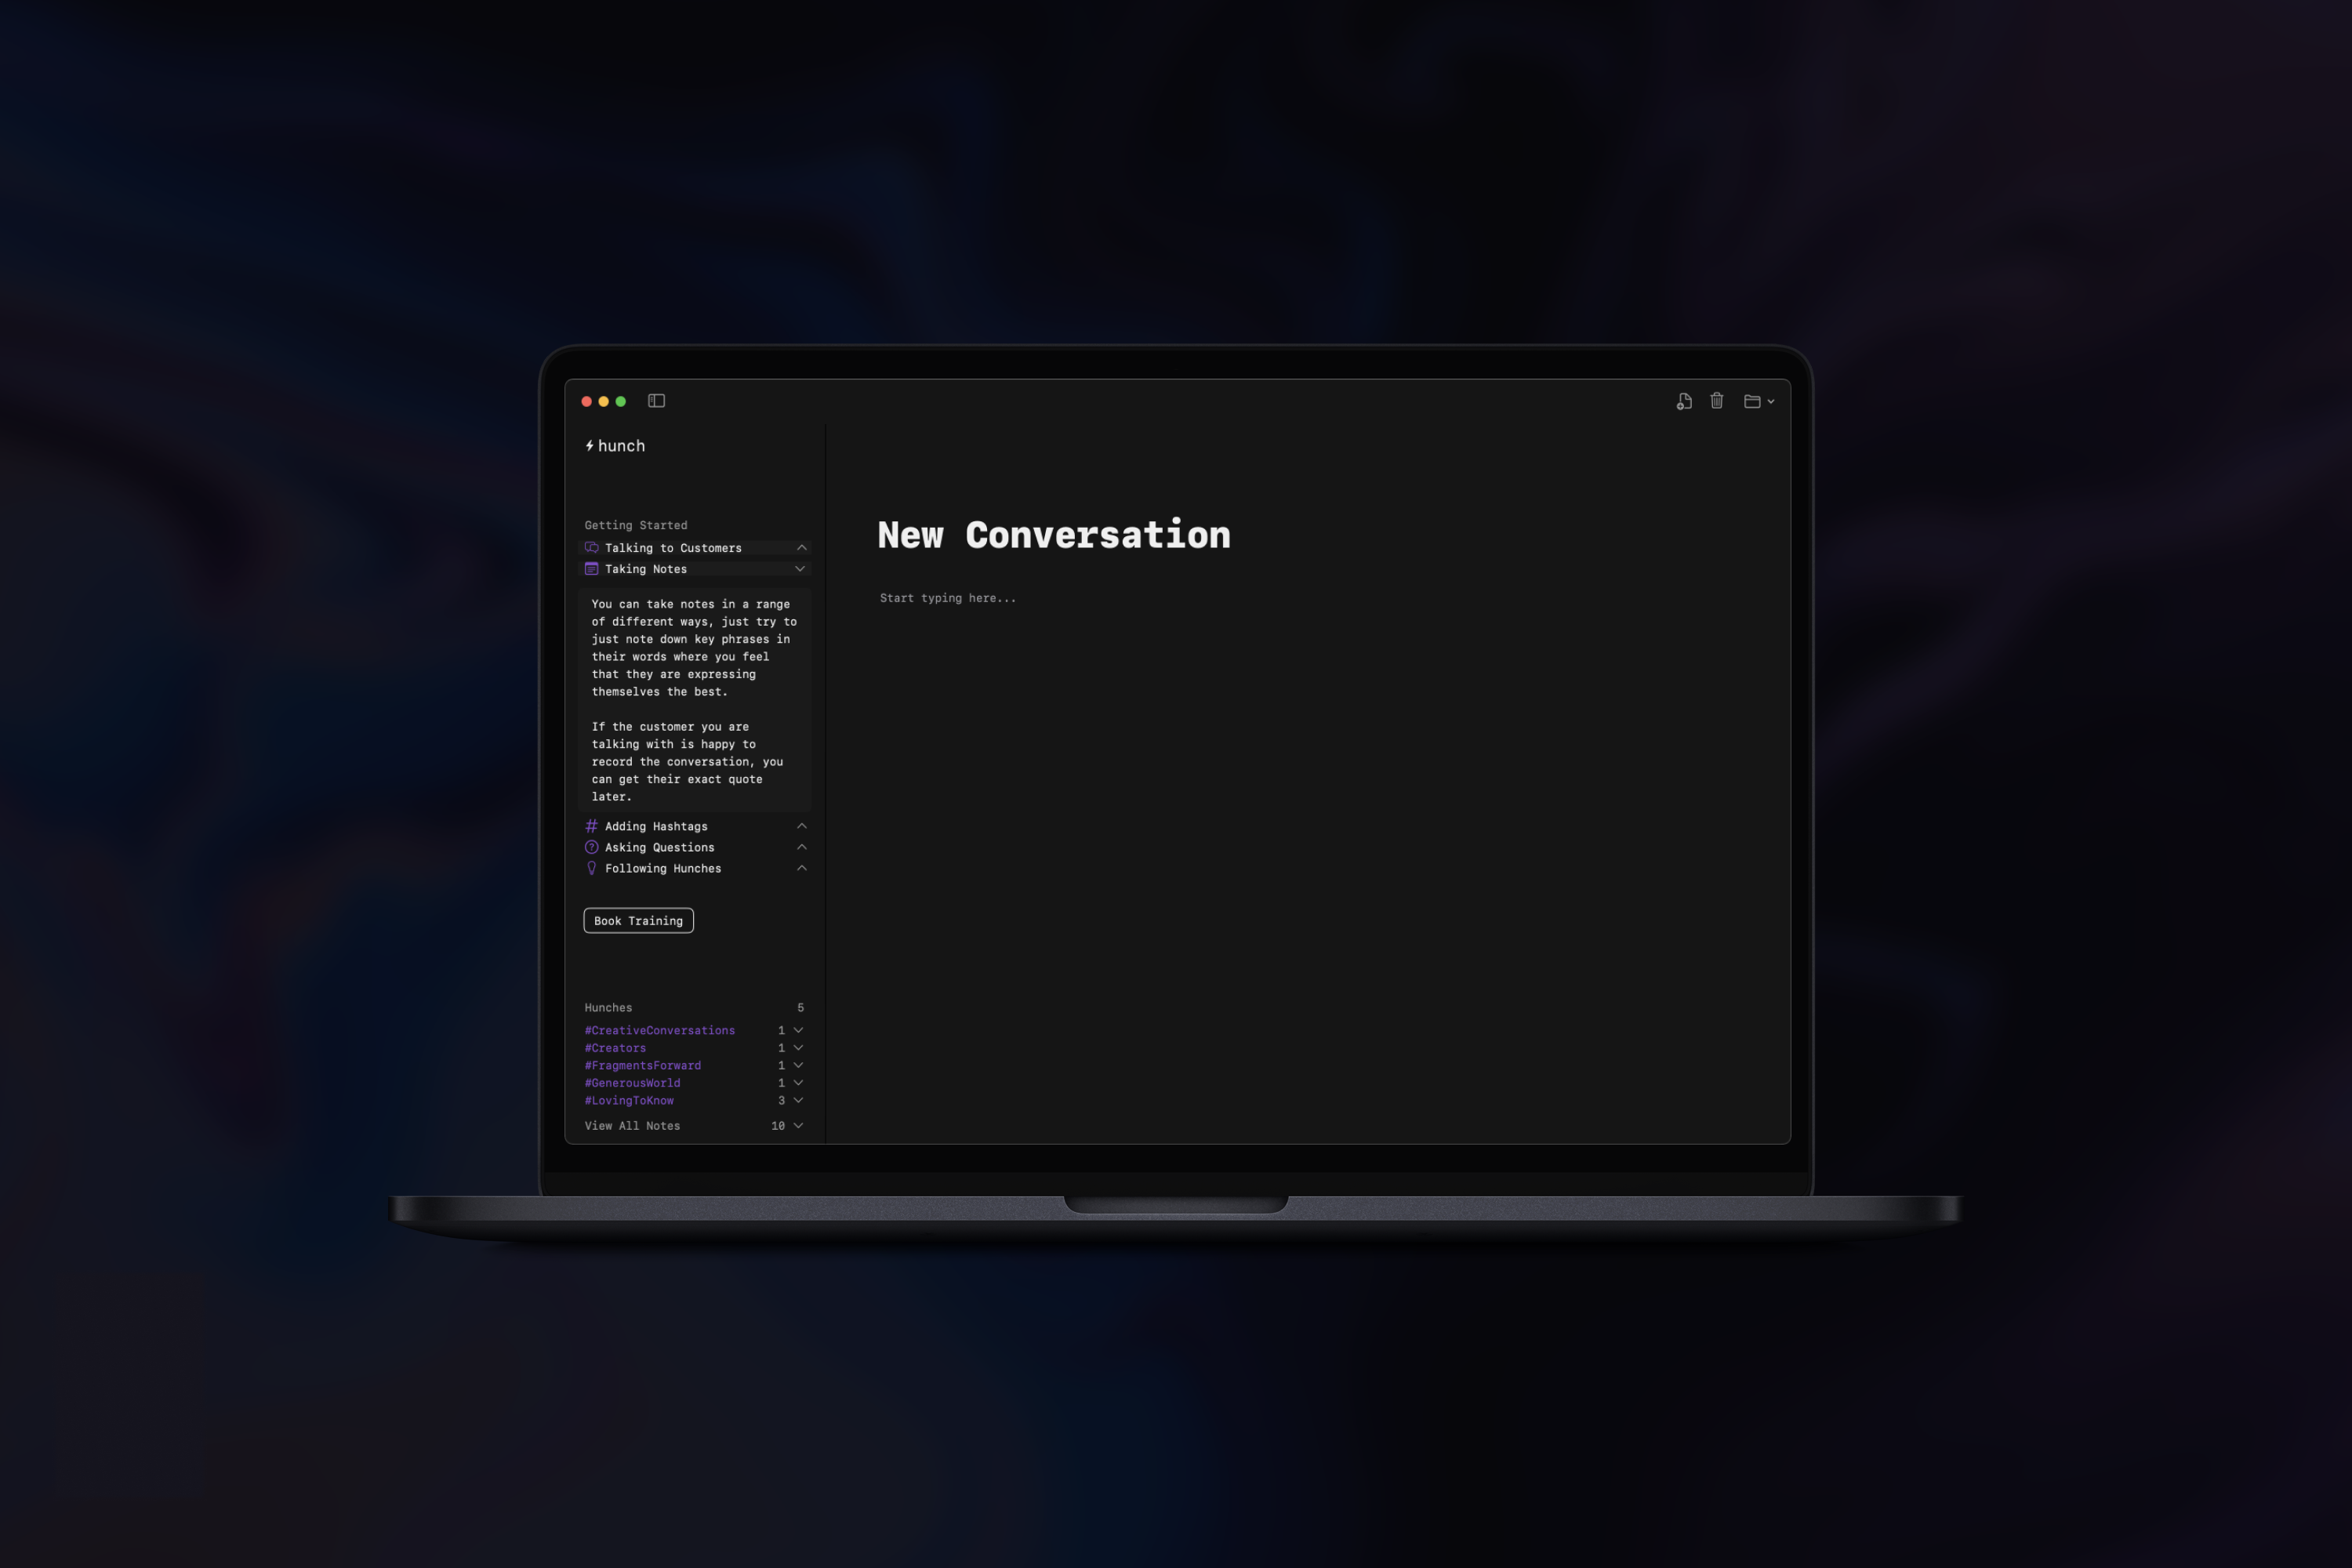 hunch
Getting Started
Talking to Customers
Taking Notes
You can take notes in a range
of different ways, just try to
just note down key phrases in
their words where you feel
that they are expressing
themselves the best.
If the customer you are
talking with is happy to
record the conversation, you
can get their exact quote
later.
# Adding Hashtags
? Asking Questions
Following Hunches
Book Training
Hunches 5
#CreativeConversations 1
#Creators 1
#FragmentsForward 1
#GenerousWorld 1
#LovingToKnow 3
View All Notes 10
New Conversation
Start typing here...